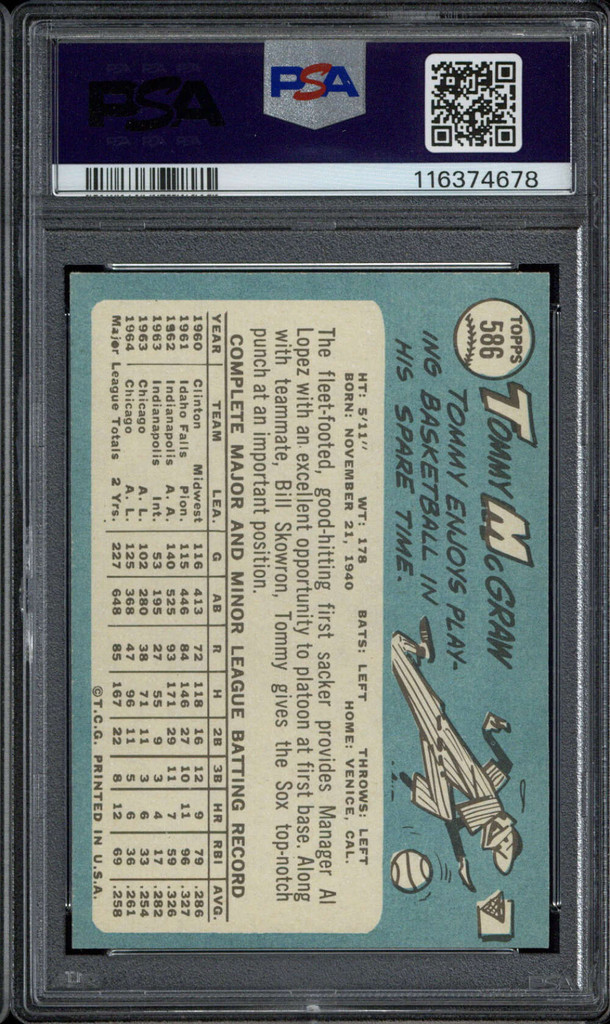 PSA
PSA
116374678
TOPPS
586
TOMMY McGRAW
TOMMY ENJOYS PLAY-
ING BASKETBALL IN
HIS SPARE TIME.
HT: 5'11" WT: 178 BATS: LEFT THROWS: LEFT
BORN: NOVEMBER 21, 1940 HOME: VENICE, CAL.
The fleet-footed, good-hitting first sacker provides Manager Al
Lopez with an excellent opportunity to platoon at first base. Along
with teammate, Bill Skowron, Tommy gives the Sox top-notch
punch at an important position.
COMPLETE MAJOR AND MINOR LEAGUE BATTING RECORD
YEAR TEAM LEA. G AB R H 2B 3B HR RBI AVG.
1960 Clinton Midwest 116 413 72 118 16 12 9 79 .286
1961 Idaho Falls Pion. 115 446 84 146 27 10 11 96 .327
1962 Indianapolis A. A. 140 525 93 171 29 11 7 59 .326
1963 Indianapolis Int. 53 195 27 55 9 3 4 17 .282
1963 Chicago A. L. 102 280 38 71 11 3 6 33 .254
1964 Chicago A. L. 125 368 47 96 11 5 6 36 .261
Major League Totals 2 Yrs. 227 648 85 167 22 8 12 69 .258
©T.C.G. PRINTED IN U.S.A.